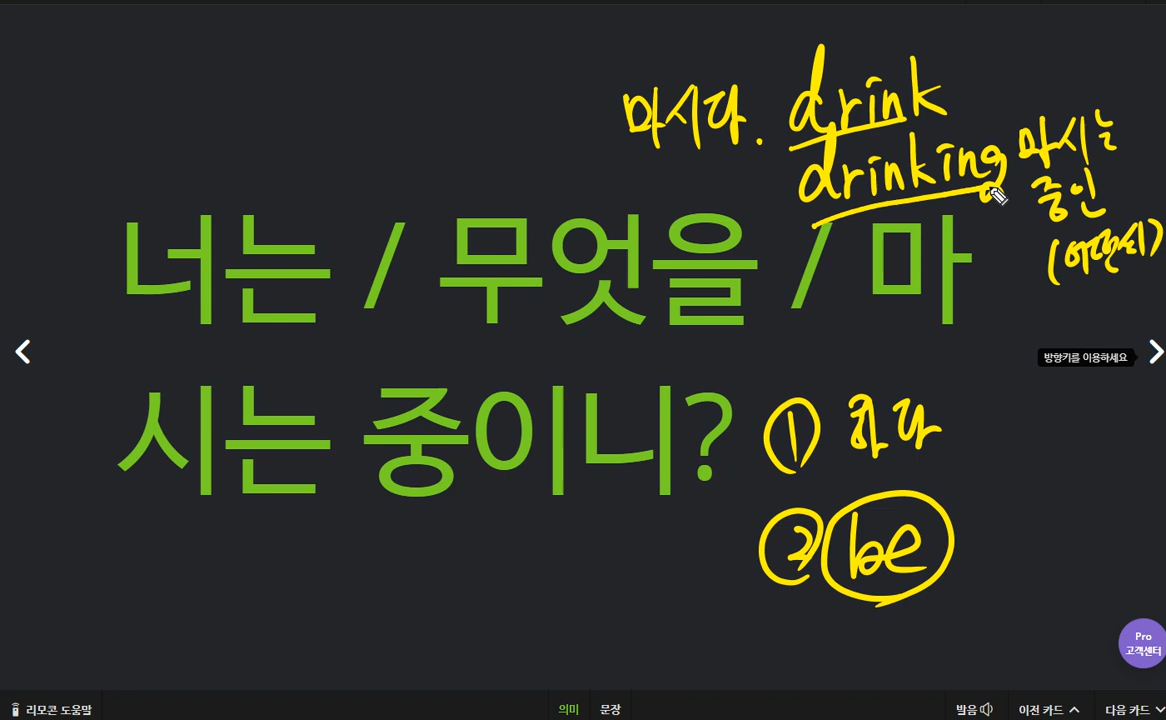 마시다. drink
drinking 마시는
중인
(어떤씨)
너는 / 무엇을 / 마
시는 중이니?
방향키를 이용하세요
① 하다
② be
Pro
고객센터
리모콘 도움말
의미
문장
발음
이전 카드
다음 카드